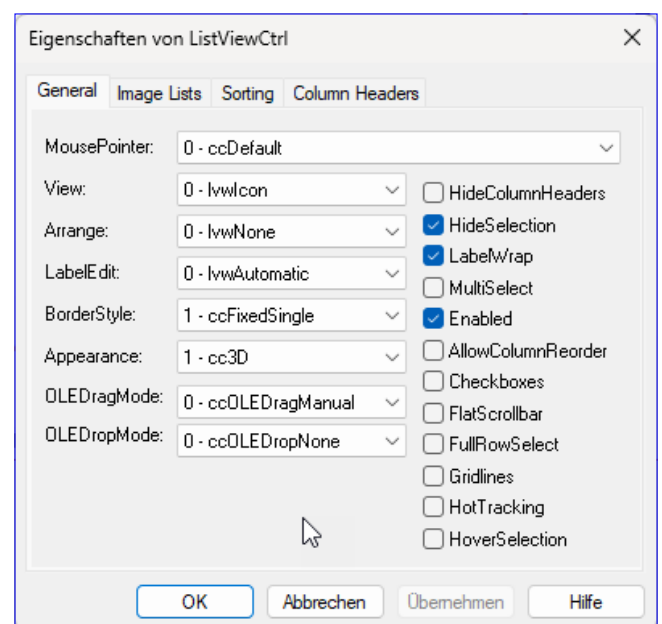 Eigenschaften von ListViewCtrl
General Image Lists Sorting Column Headers
MousePointer: 0 - ccDefault
View: 0 - lvwIcon
HideColumnHeaders
Arrange: 0 - lvwNone
HideSelection
LabelEdit: 0 - lvwAutomatic
LabelWrap
MultiSelect
BorderStyle: 1 - ccFixedSingle
Enabled
Appearance: 1 - cc3D
AllowColumnReorder
Checkboxes
OLEDragMode: 0 - ccOLEDragManual
FlatScrollbar
OLEDropMode: 0 - ccOLEDropNone
FullRowSelect
Gridlines
HotTracking
HoverSelection
OK Abbrechen Übernehmen Hilfe